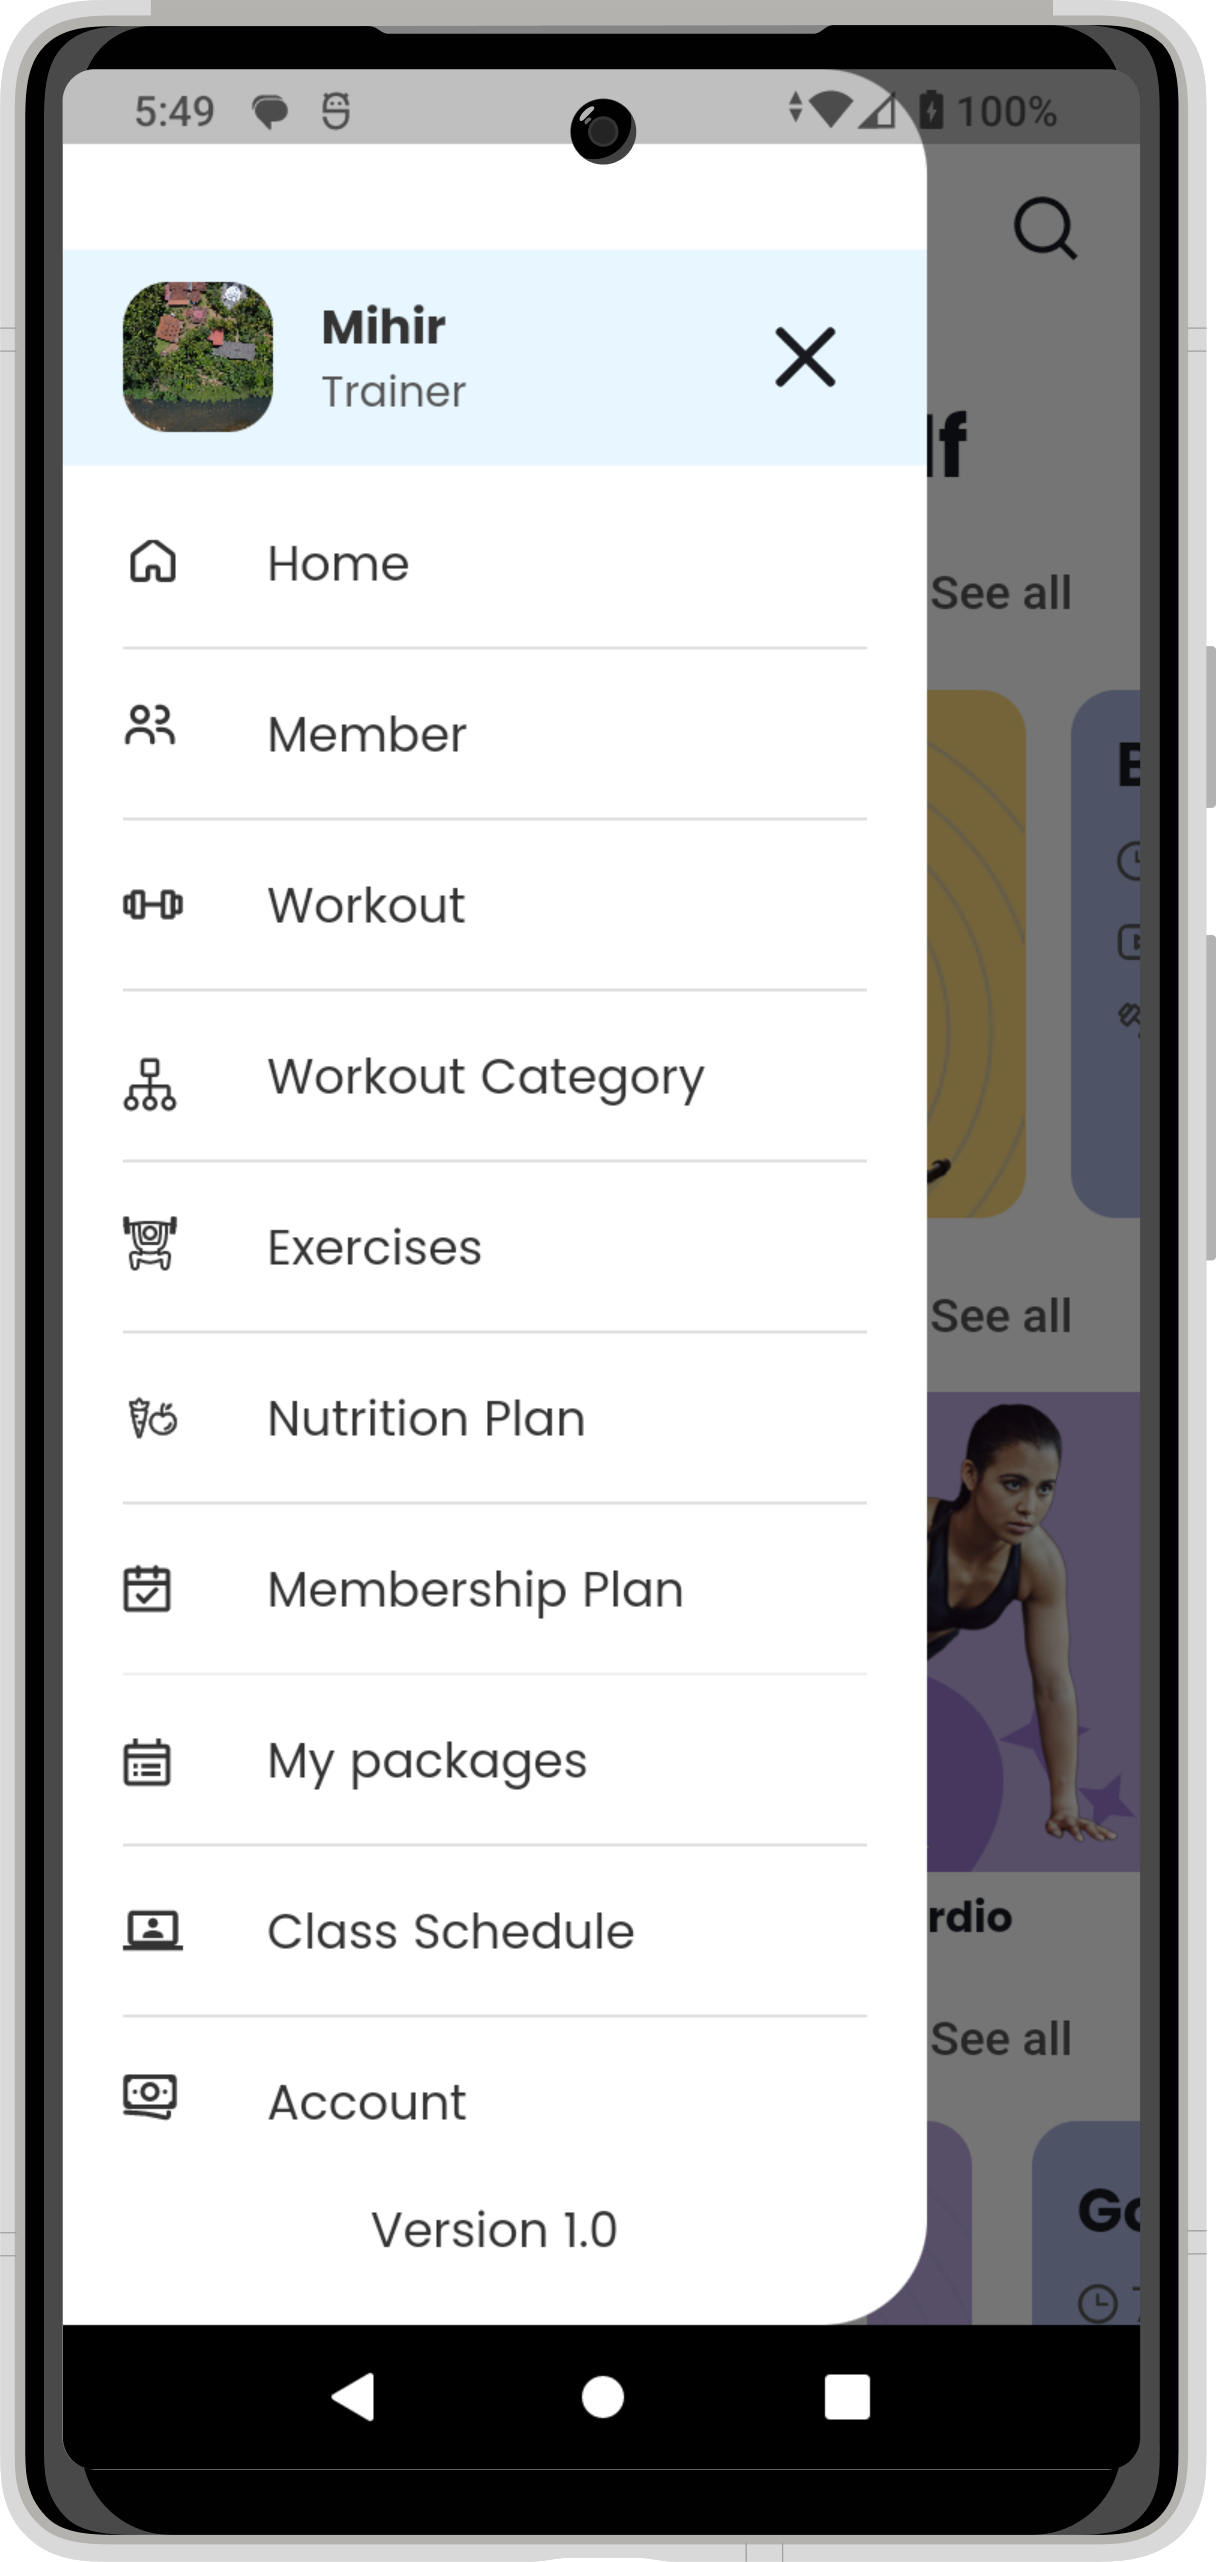 5:49
100%
Mihir
Trainer
lf
Home
See all
Member
Workout
Workout Category
Exercises
See all
Nutrition Plan
Membership Plan
My packages
Class Schedule
rdio
See all
Account
Version 1.0